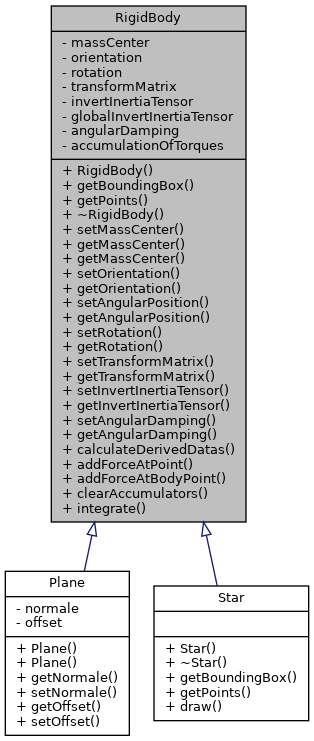 RigidBody
- massCenter
- orientation
- rotation
- transformMatrix
- invertInertiaTensor
- globalInvertInertiaTensor
- angularDamping
- accumulationOfTorques
+ RigidBody()
+ getBoundingBox()
+ getPoints()
+ ~RigidBody()
+ setMassCenter()
+ getMassCenter()
+ getMassCenter()
+ setOrientation()
+ getOrientation()
+ setAngularPosition()
+ getAngularPosition()
+ setRotation()
+ getRotation()
+ setTransformMatrix()
+ getTransformMatrix()
+ setInvertInertiaTensor()
+ getInvertInertiaTensor()
+ setAngularDamping()
+ getAngularDamping()
+ calculateDerivedDatas()
+ addForceAtPoint()
+ addForceAtBodyPoint()
+ clearAccumulators()
+ integrate()
Plane
- normale
- offset
+ Plane()
+ Plane()
+ getNormale()
+ setNormale()
+ getOffset()
+ setOffset()
Star
+ Star()
+ ~Star()
+ getBoundingBox()
+ getPoints()
+ draw()